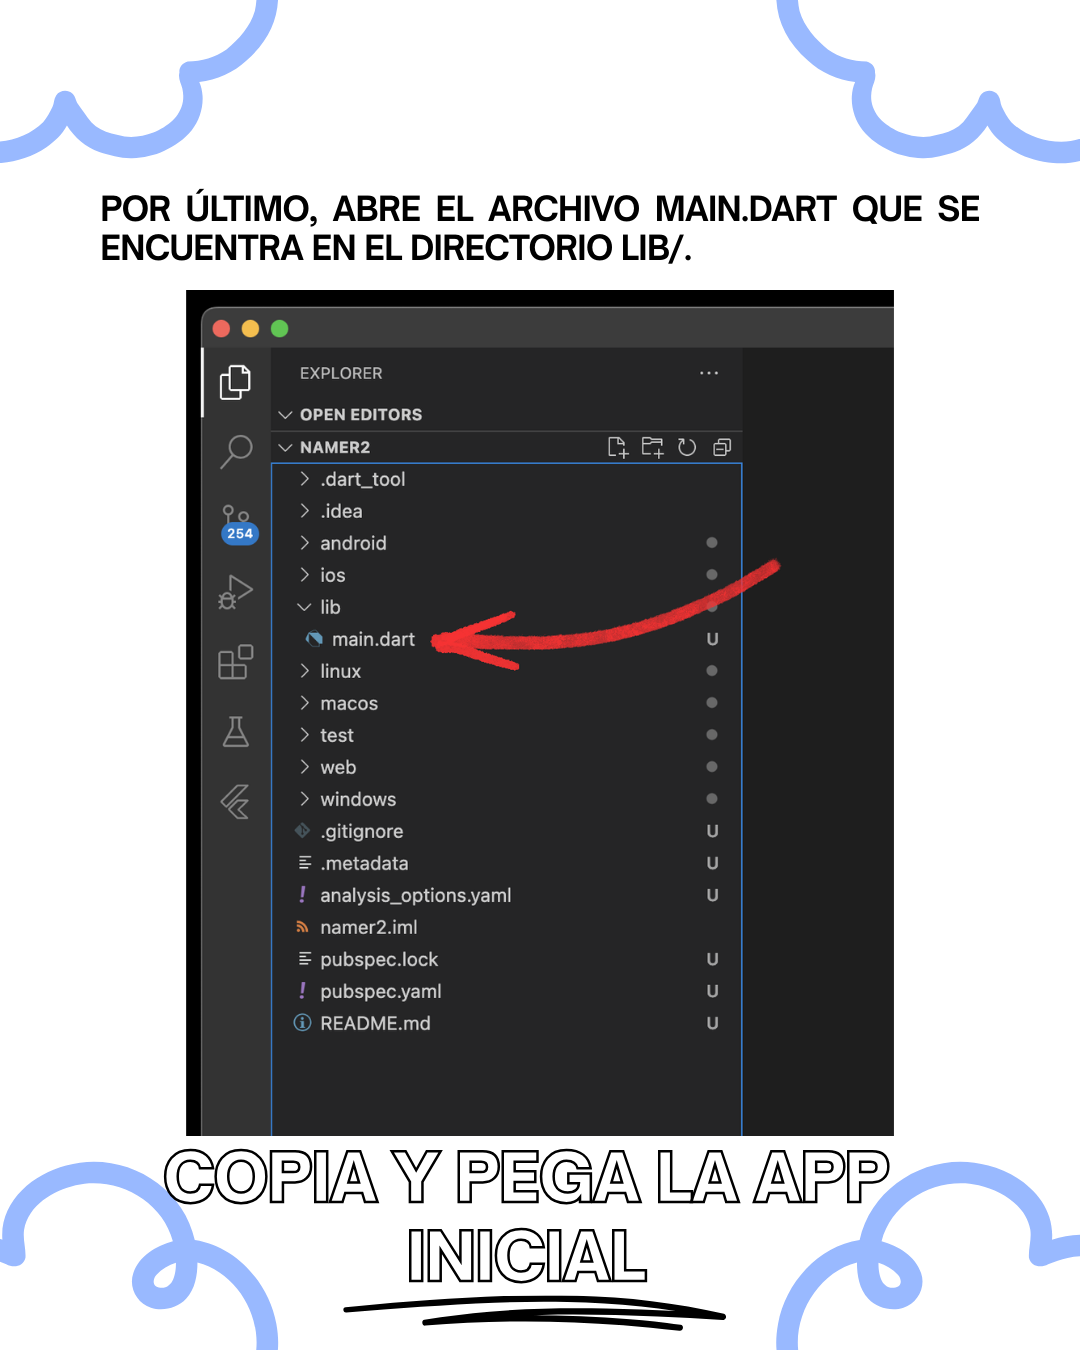 POR ÚLTIMO, ABRE EL ARCHIVO MAIN.DART QUE SE
ENCUENTRA EN EL DIRECTORIO LIB/.
EXPLORER
OPEN EDITORS
NAMER2
.dart_tool
.idea
254
android
ios
lib
main.dart U
linux
macos
test
web
windows
.gitignore U
.metadata U
analysis_options.yaml U
namer2.iml
pubspec.lock U
pubspec.yaml U
README.md U
COPIA Y PEGA LA APP
INICIAL